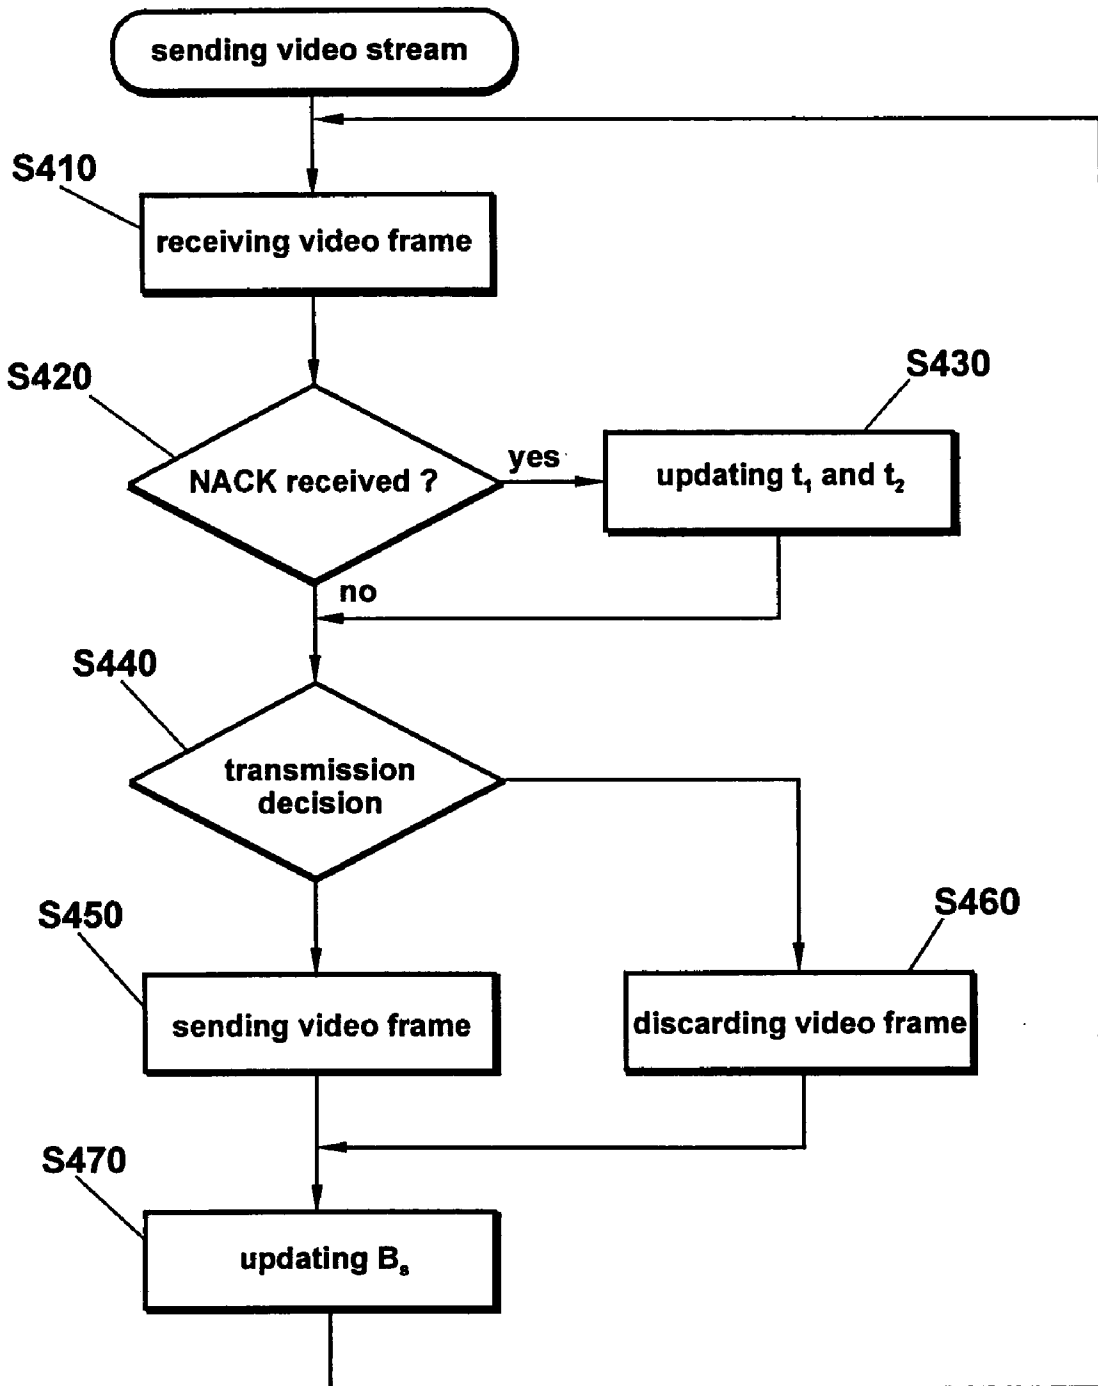 sending video stream
S410
receiving video frame
S420
NACK received ?
yes
S430
updating t₁ and t₂
no
S440
transmission
decision
S450
sending video frame
S460
discarding video frame
S470
updating Bₛ